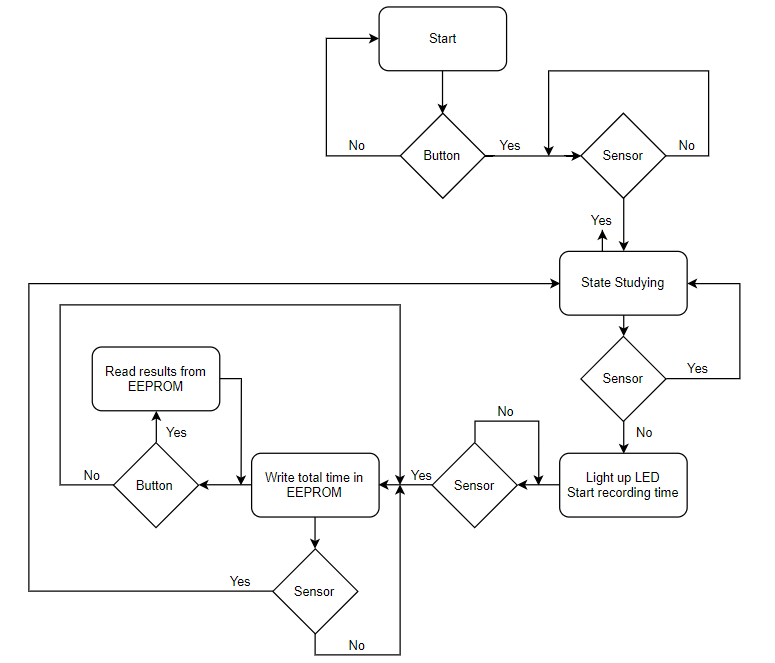 Start
No
Button
Yes
Sensor
No
Yes
State Studying
Sensor
Yes
No
Light up LED
Start recording time
No
Sensor
Yes
Read results from
EEPROM
Yes
No
Button
Write total time in
EEPROM
Yes
Sensor
No